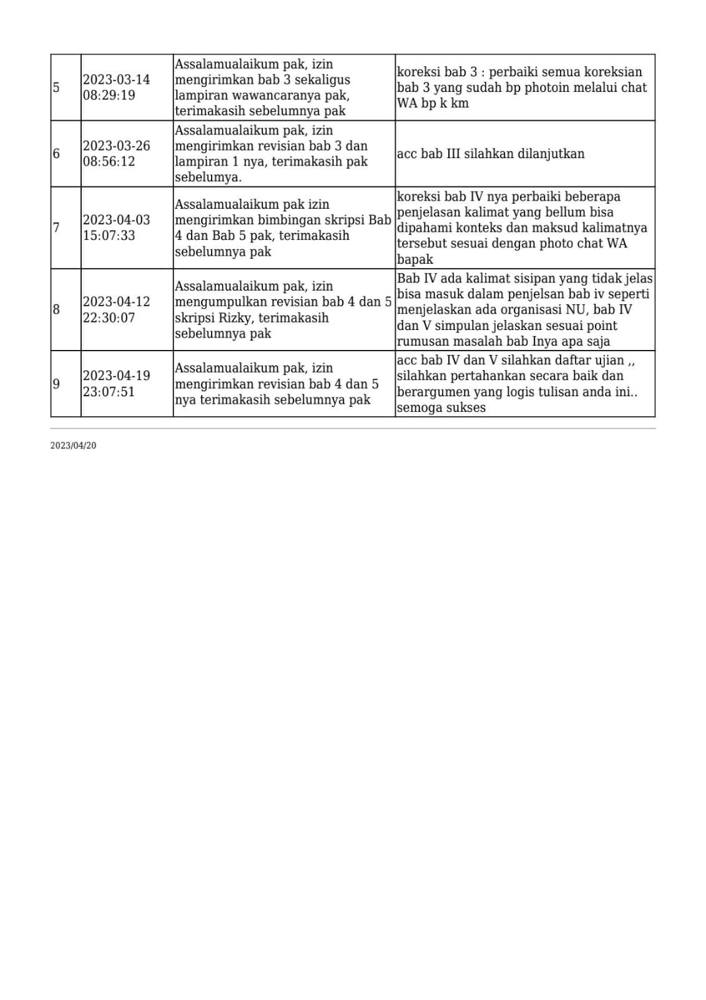 5
2023-03-14
08:29:19
Assalamualaikum pak, izin
mengirimkan bab 3 sekaligus
lampiran wawancaranya pak,
terimakasih sebelumnya pak
koreksi bab 3 : perbaiki semua koreksian
bab 3 yang sudah bp photoin melalui chat
WA bp k km
6
2023-03-26
08:56:12
Assalamualaikum pak, izin
mengirimkan revisian bab 3 dan
lampiran 1 nya, terimakasih pak
sebelumya.
acc bab III silahkan dilanjutkan
7
2023-04-03
15:07:33
Assalamualaikum pak izin
mengirimkan bimbingan skripsi Bab
4 dan Bab 5 pak, terimakasih
sebelumnya pak
koreksi bab IV nya perbaiki beberapa
penjelasan kalimat yang bellum bisa
dipahami konteks dan maksud kalimatnya
tersebut sesuai dengan photo chat WA
bapak
8
2023-04-12
22:30:07
Assalamualaikum pak, izin
mengumpulkan revisian bab 4 dan 5
skripsi Rizky, terimakasih
sebelumnya pak
Bab IV ada kalimat sisipan yang tidak jelas
bisa masuk dalam penjelsan bab iv seperti
menjelaskan ada organisasi NU, bab IV
dan V simpulan jelaskan sesuai point
rumusan masalah bab Inya apa saja
9
2023-04-19
23:07:51
Assalamualaikum pak, izin
mengirimkan revisian bab 4 dan 5
nya terimakasih sebelumnya pak
acc bab IV dan V silahkan daftar ujian ,,
silahkan pertahankan secara baik dan
berargumen yang logis tulisan anda ini..
semoga sukses
2023/04/20